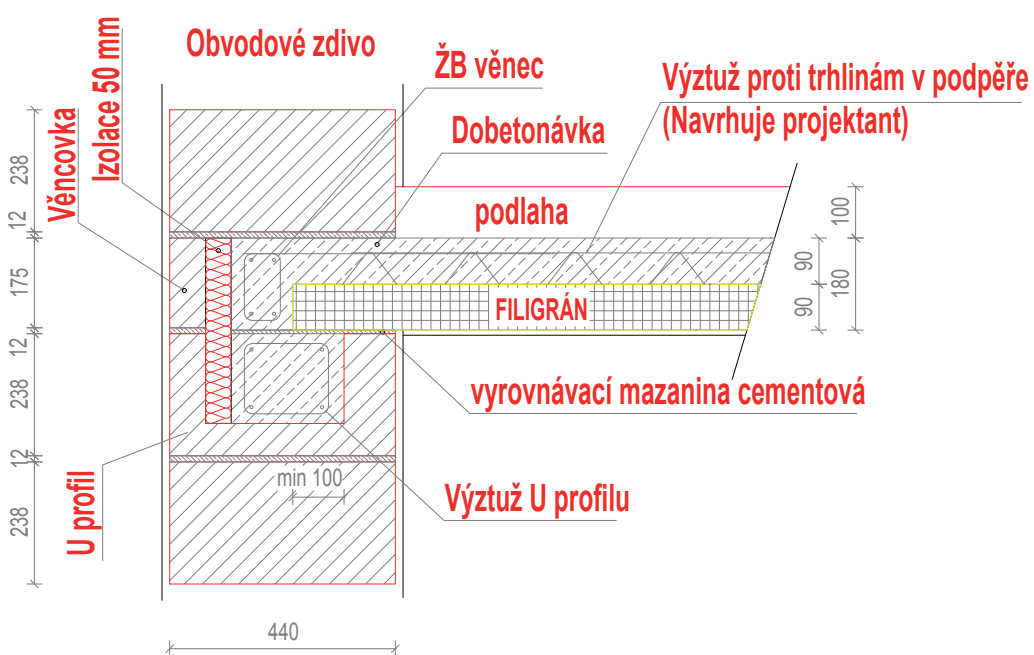 Obvodové zdivo
ŽB věnec
Výztuž proti trhlinám v podpěře
(Navrhuje projektant)
Izolace 50 mm
Věncovka
Dobetonávka
podlaha
FILIGRÁN
vyrovnávací mazanina cementová
min 100
Výztuž U profilu
U profil
238
12
175
12
238
12
238
100
90
180
90
440